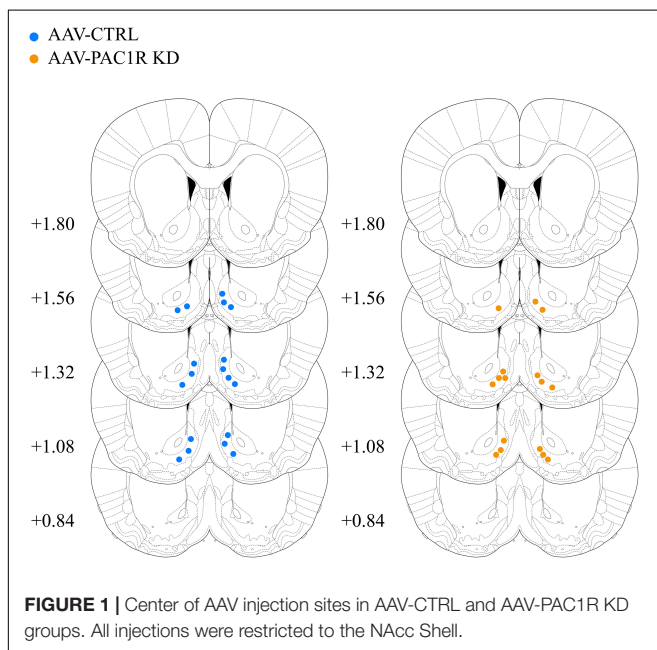 AAV-CTRL
AAV-PAC1R KD
+1.80 +1.80
+1.56 +1.56
+1.32 +1.32
+1.08 +1.08
+0.84 +0.84
FIGURE 1 | Center of AAV injection sites in AAV-CTRL and AAV-PAC1R KD
groups. All injections were restricted to the NAcc Shell.